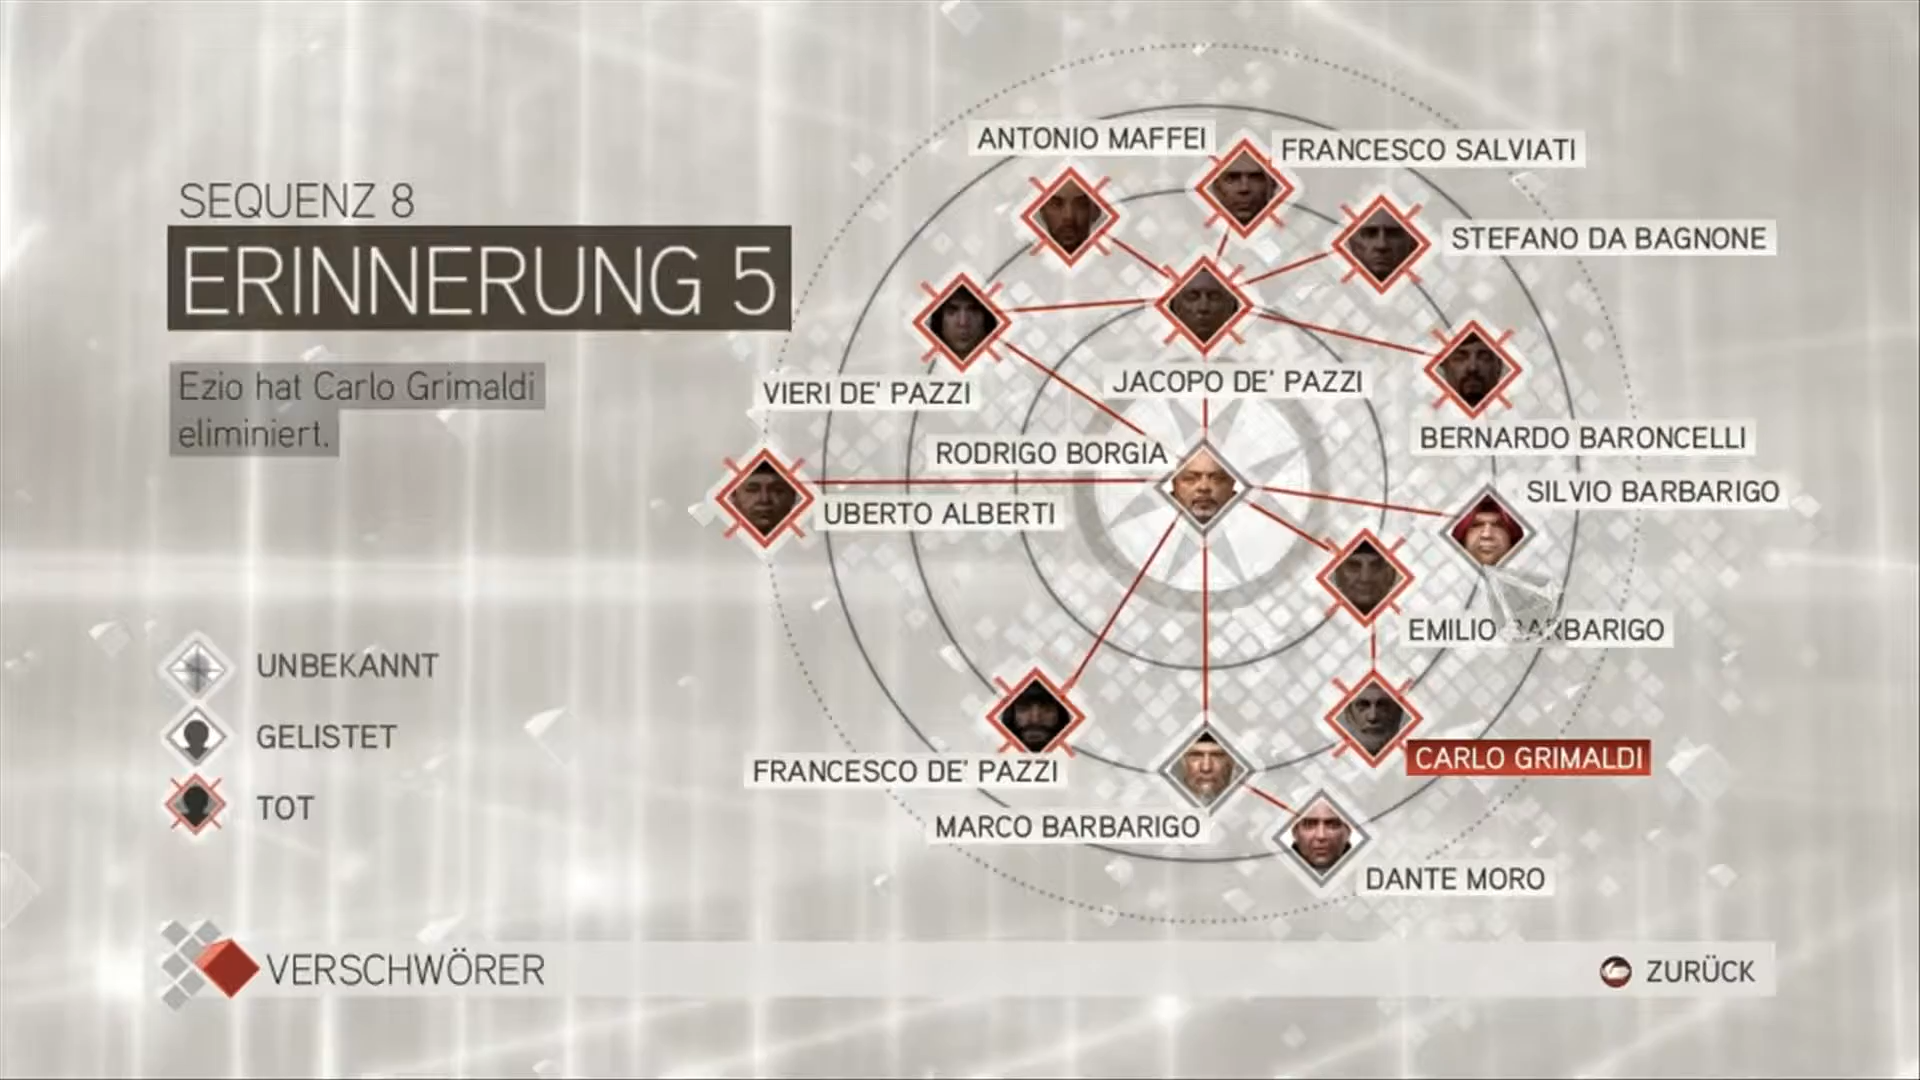 SEQUENZ 8
ERINNERUNG 5
Ezio hat Carlo Grimaldi
eliminiert.
ANTONIO MAFFEI
FRANCESCO SALVIATI
STEFANO DA BAGNONE
VIERI DE' PAZZI
JACOPO DE' PAZZI
BERNARDO BARONCELLI
RODRIGO BORGIA
SILVIO BARBARIGO
UBERTO ALBERTI
EMILIO BARBARIGO
FRANCESCO DE' PAZZI
CARLO GRIMALDI
MARCO BARBARIGO
DANTE MORO
UNBEKANNT
GELISTET
TOT
VERSCHWÖRER
ZURÜCK